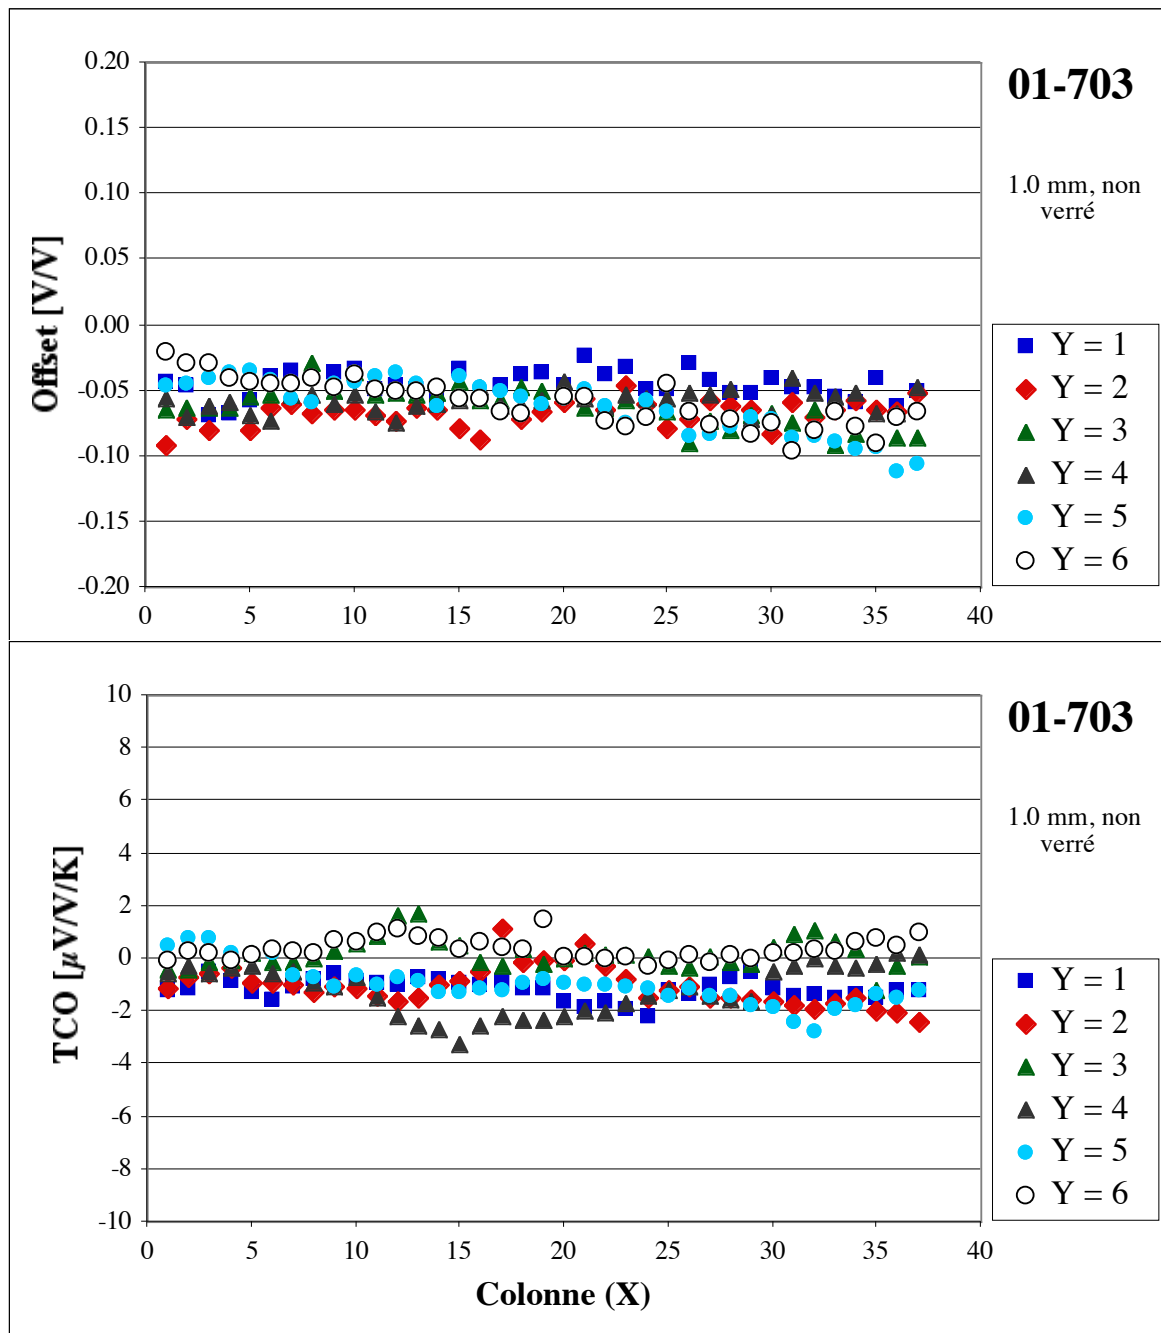 01-703
1.0 mm, non
verré
Offset [V/V]
0.20
0.15
0.10
0.05
0.00
-0.05
-0.10
-0.15
-0.20
0 5 10 15 20 25 30 35 40
Y = 1
Y = 2
Y = 3
Y = 4
Y = 5
Y = 6
01-703
1.0 mm, non
verré
TCO [µV/V/K]
10
8
6
4
2
0
-2
-4
-6
-8
-10
0 5 10 15 20 25 30 35 40
Colonne (X)
Y = 1
Y = 2
Y = 3
Y = 4
Y = 5
Y = 6